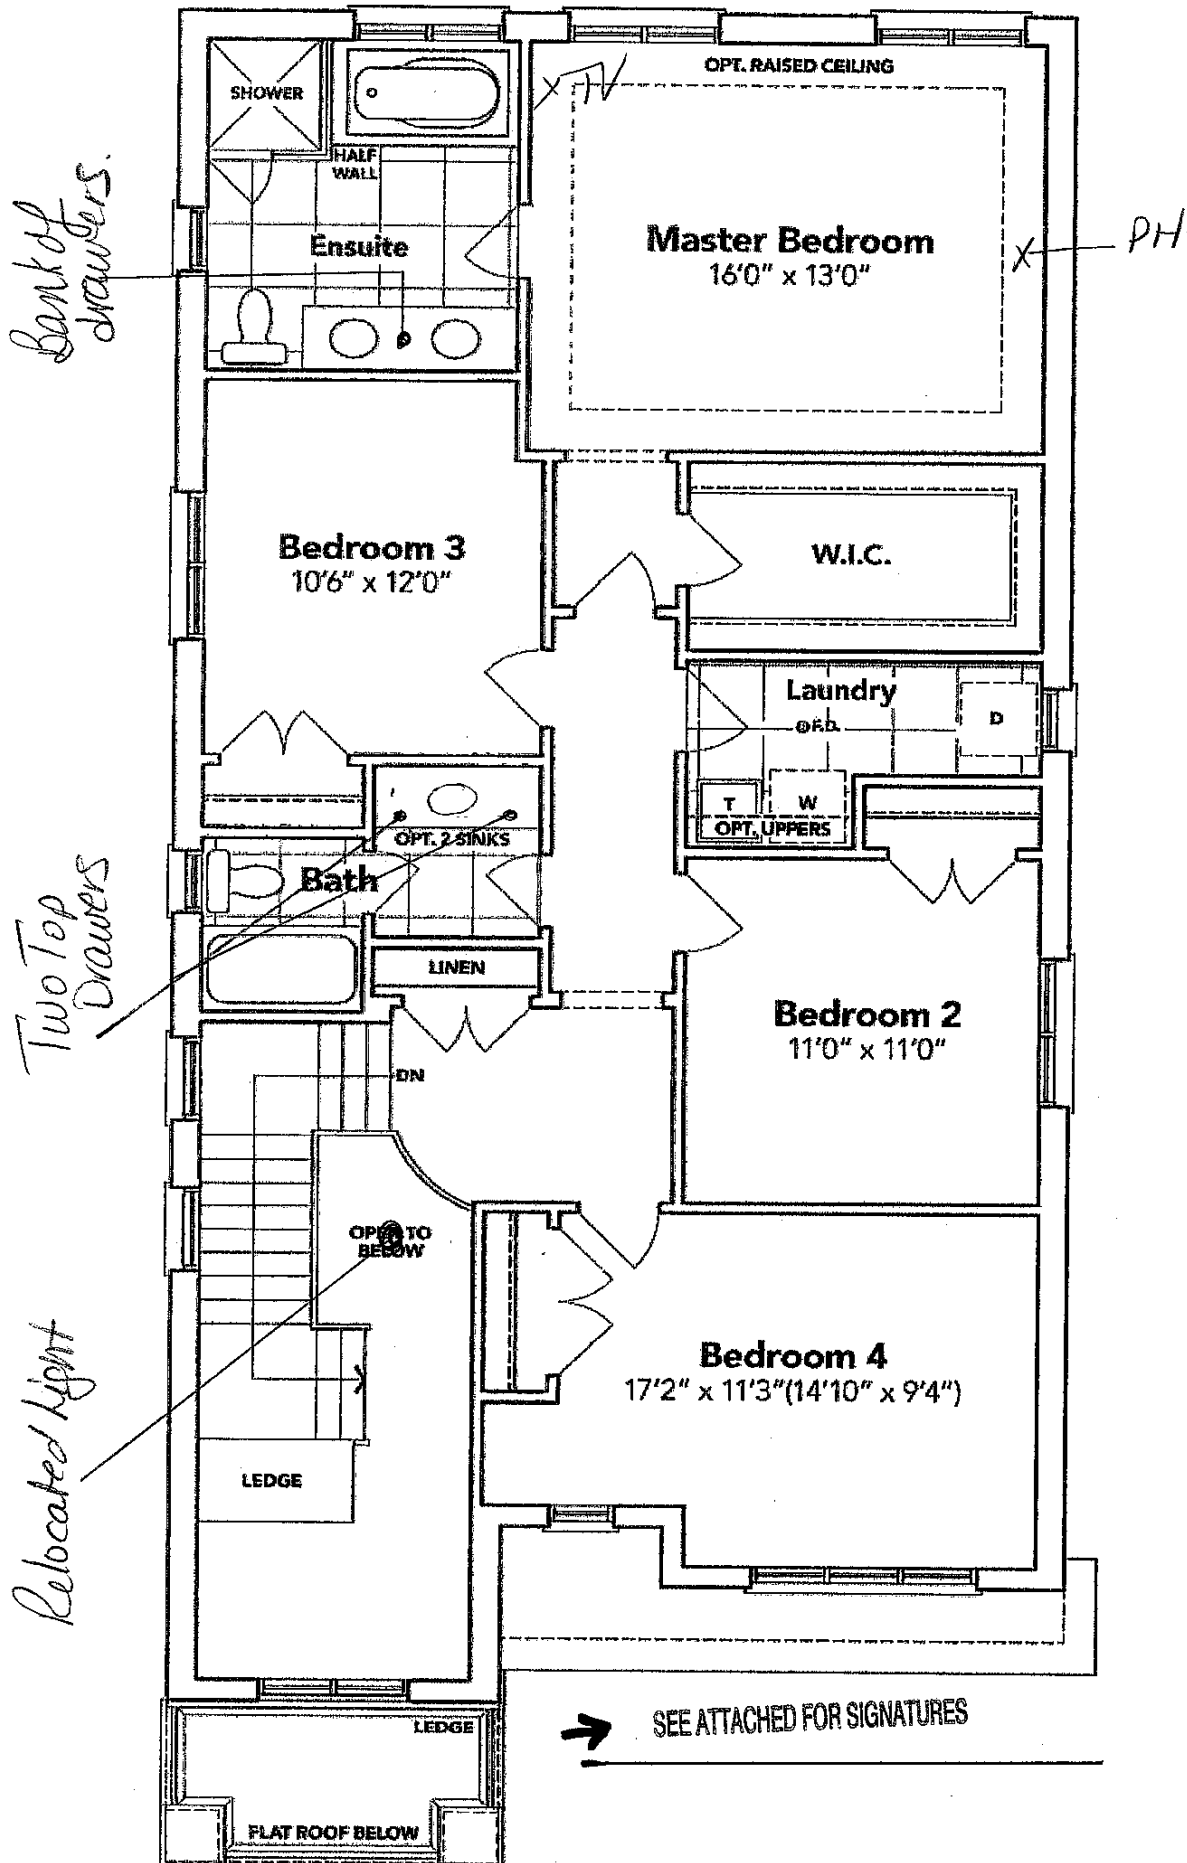 OPT. RAISED CEILING
SHOWER
X TV
HALF
WALL
Bank of
drawers.
Ensuite
Master Bedroom
16'0" x 13'0"
X
PH
Bedroom 3
10'6" x 12'0"
W.I.C.
Laundry
F.D.
D
T
W
OPT. UPPERS
OPT. 2 SINKS
Bath
Two Top
Drawers
LINEN
Bedroom 2
11'0" x 11'0"
DN
OPEN TO
BELOW
Relocated Light
Bedroom 4
17'2" x 11'3"(14'10" x 9'4")
LEDGE
SEE ATTACHED FOR SIGNATURES
LEDGE
FLAT ROOF BELOW